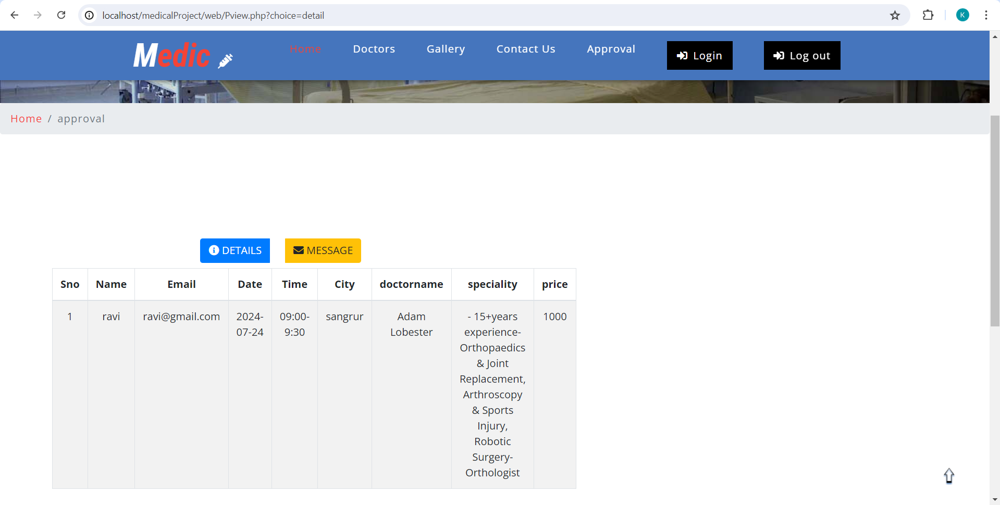 localhost/medicalProject/web/Pview.php?choice=detail
K
Medic
Home
Doctors
Gallery
Contact Us
Approval
Login
Log out
Home / approval
DETAILS
MESSAGE
Sno Name Email Date Time City doctorname speciality price
1 ravi ravi@gmail.com 2024- 09:00- sangrur Adam - 15+years 1000
07-24 9:30 Lobester experience-
Orthopaedics
& Joint
Replacement,
Arthroscopy
& Sports
Injury,
Robotic
Surgery-
Orthologist